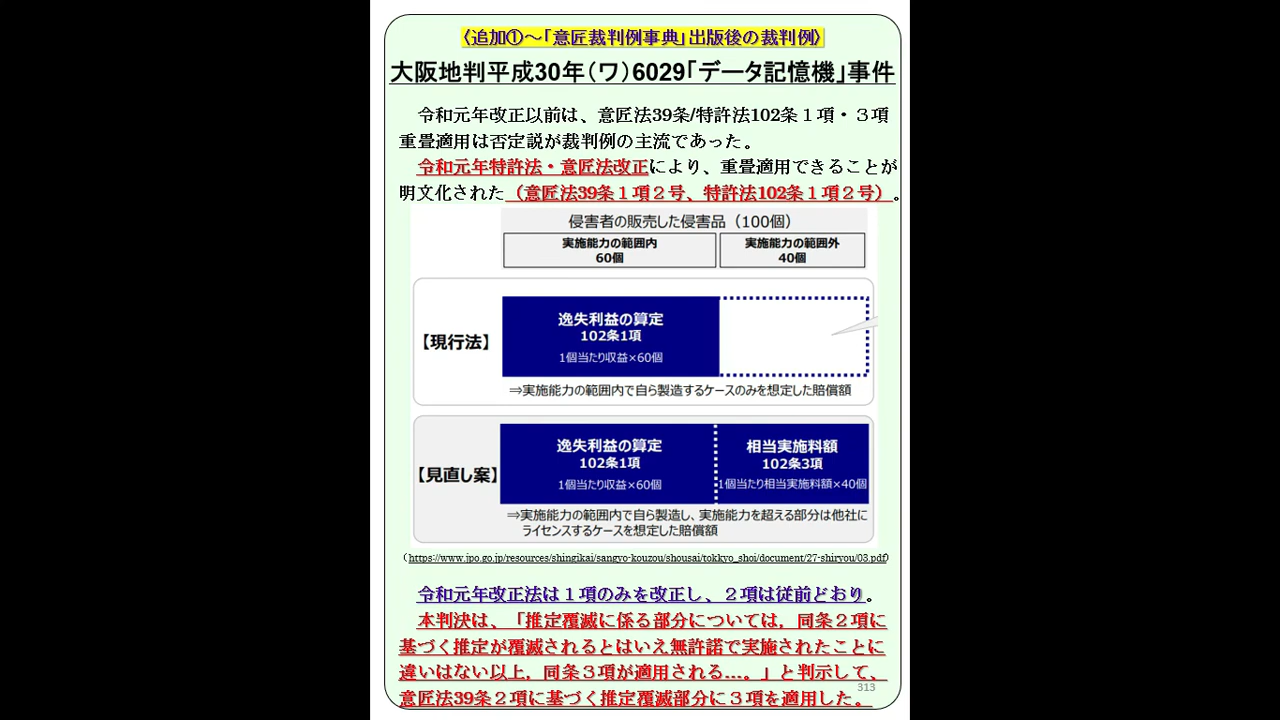 〈追加①～「意匠裁判例事典」出版後の裁判例〉
大阪地判平成30年（ワ）6029「データ記憶機」事件
令和元年改正以前は、意匠法39条/特許法102条１項・３項
重畳適用は否定説が裁判例の主流であった。
令和元年特許法・意匠法改正により、重畳適用できることが
明文化された（意匠法39条１項２号、特許法102条１項２号）。
侵害者の販売した侵害品（100個）
実施能力の範囲内
60個
実施能力の範囲外
40個
【現行法】
逸失利益の算定
102条1項
1個当たり収益×60個
⇒実施能力の範囲内で自ら製造するケースのみを想定した賠償額
【見直し案】
逸失利益の算定
102条1項
1個当たり収益×60個
相当実施料額
102条3項
1個当たり相当実施料額×40個
⇒実施能力の範囲内で自ら製造し、実施能力を超える部分は他社に
ライセンスするケースを想定した賠償額
（https://www.jpo.go.jp/resources/shingikai/sangyo-kouzou/shousai/tokkyo_shoi/document/27-shiryou/03.pdf）
令和元年改正法は１項のみを改正し、２項は従前どおり。
本判決は、「推定覆滅に係る部分については，同条２項に
基づく推定が覆滅されるとはいえ無許諾で実施されたことに
違いはない以上，同条３項が適用される…。」と判示して、
意匠法39条２項に基づく推定覆滅部分に３項を適用した。
313